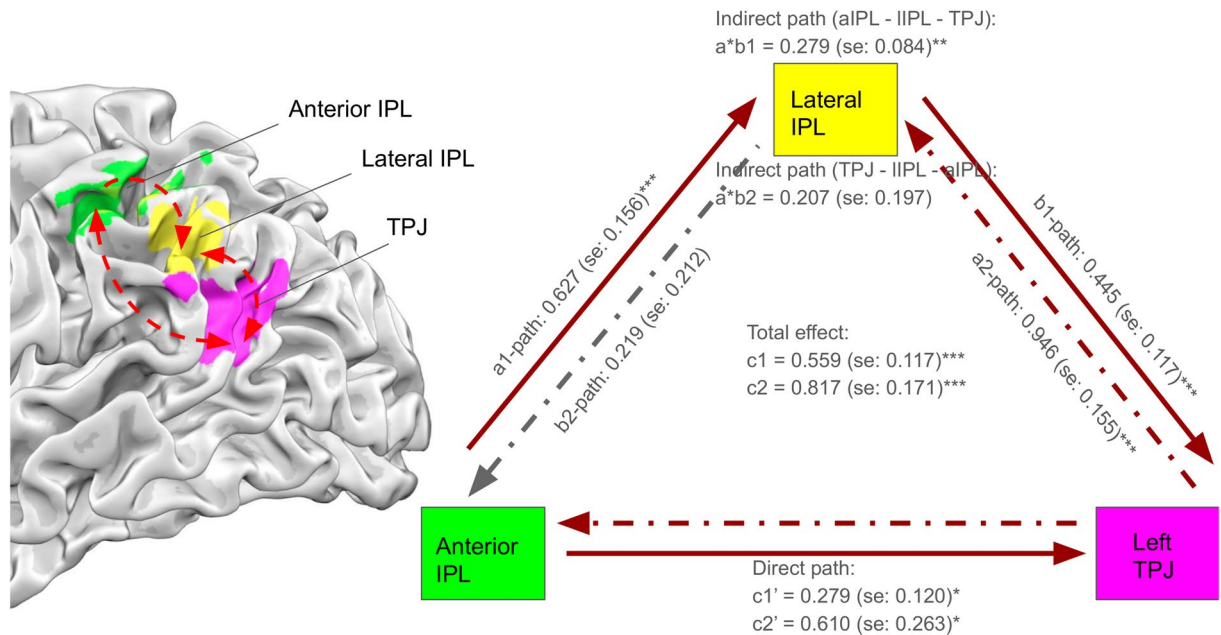 Anterior IPL
Lateral IPL
TPJ
Indirect path (aIPL - lIPL - TPJ):
a*b1 = 0.279 (se: 0.084)**
Lateral
IPL
Indirect path (TPJ - lIPL - aIPL):
a*b2 = 0.207 (se: 0.197)
a1-path: 0.627 (se: 0.156)***
b2-path: 0.219 (se: 0.212)
b1-path: 0.445 (se: 0.117)***
a2-path: 0.946 (se: 0.155)***
Total effect:
c1 = 0.559 (se: 0.117)***
c2 = 0.817 (se: 0.171)***
Anterior
IPL
Left
TPJ
Direct path:
c1’ = 0.279 (se: 0.120)*
c2’ = 0.610 (se: 0.263)*